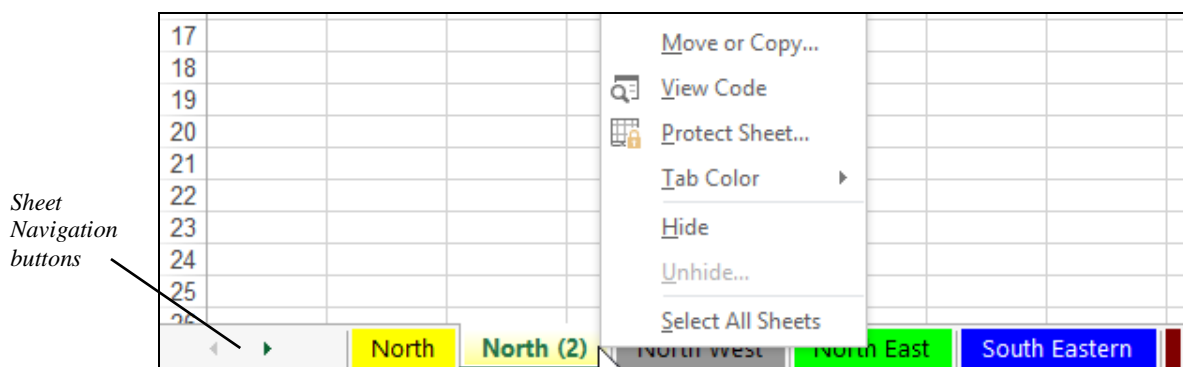 17
18
19
20
21
22
23
24
25
26
Sheet
Navigation
buttons
Move or Copy...
View Code
Protect Sheet...
Tab Color
Hide
Unhide...
Select All Sheets
North
North (2)
North West
North East
South Eastern